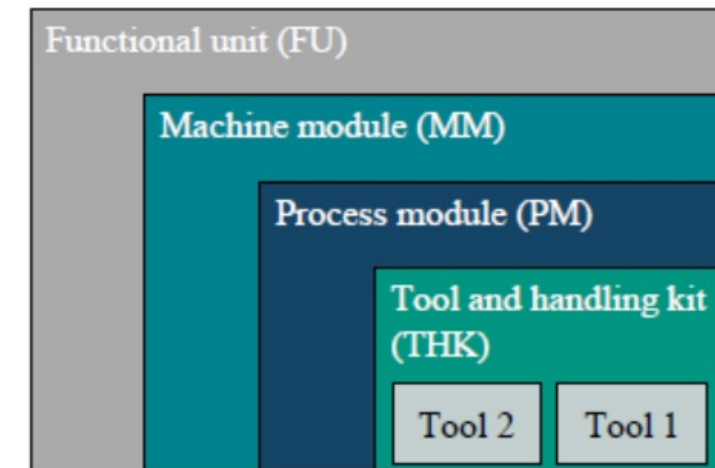 Functional unit (FU)
Machine module (MM)
Process module (PM)
Tool and handling kit
(THK)
Tool 2 Tool 1